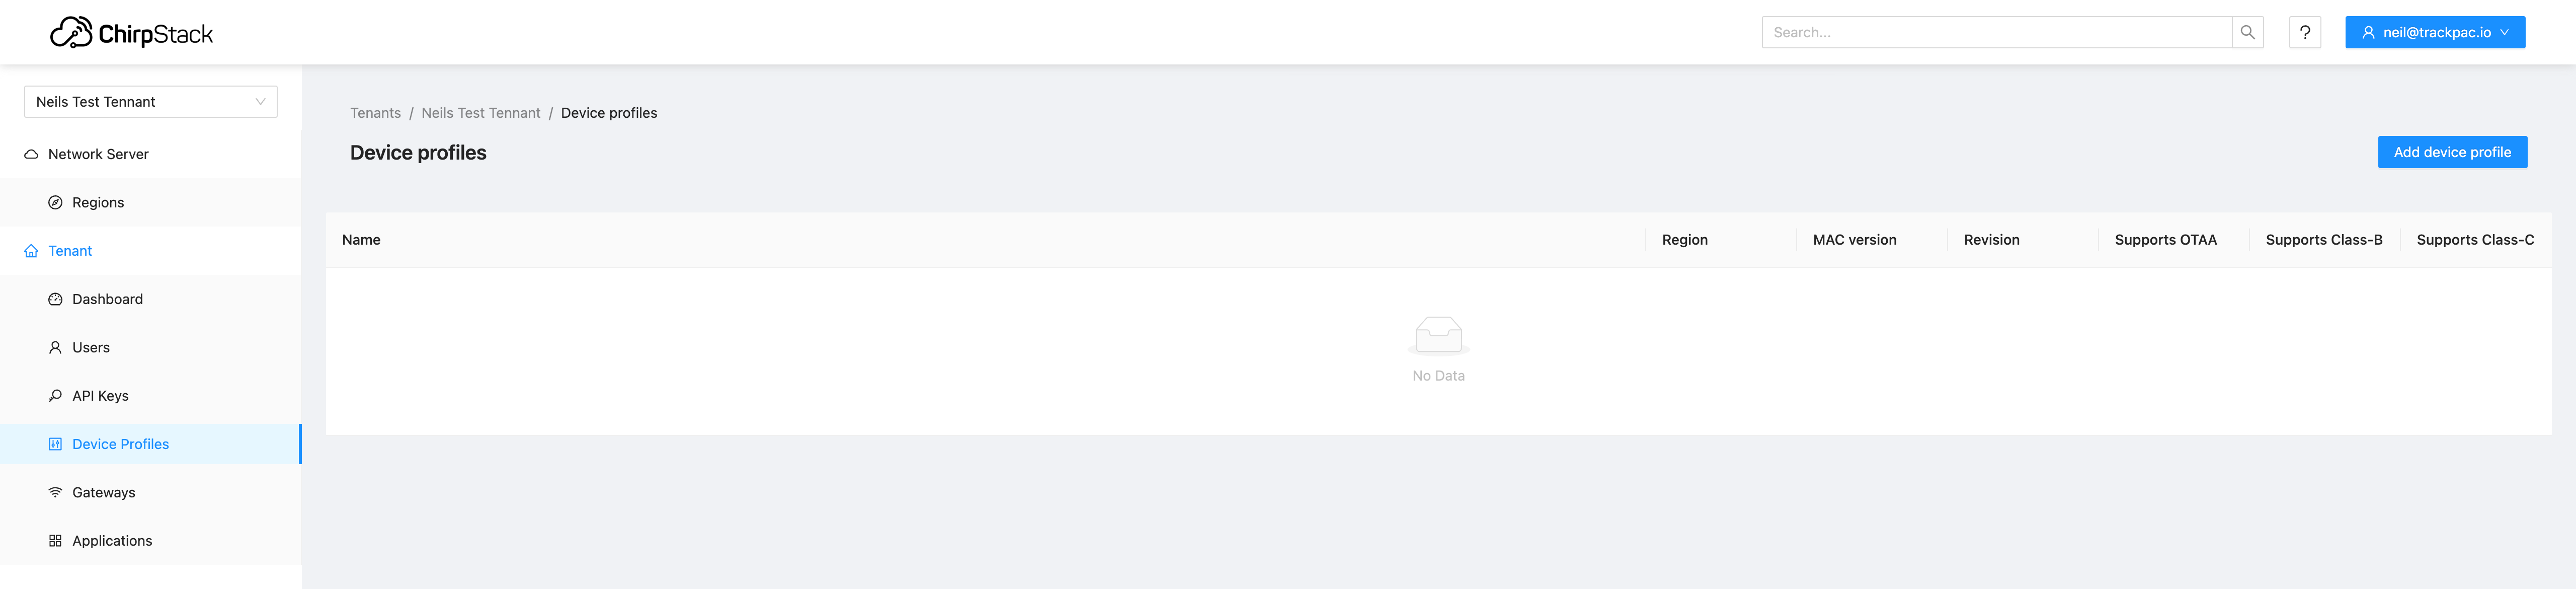 ChirpStack
Search...
?
neil@trackpac.io
Neils Test Tennant
Network Server
Regions
Tenant
Dashboard
Users
API Keys
Device Profiles
Gateways
Applications
Tenants / Neils Test Tennant / Device profiles
Device profiles
Add device profile
Name Region MAC version Revision Supports OTAA Supports Class-B Supports Class-C
No Data